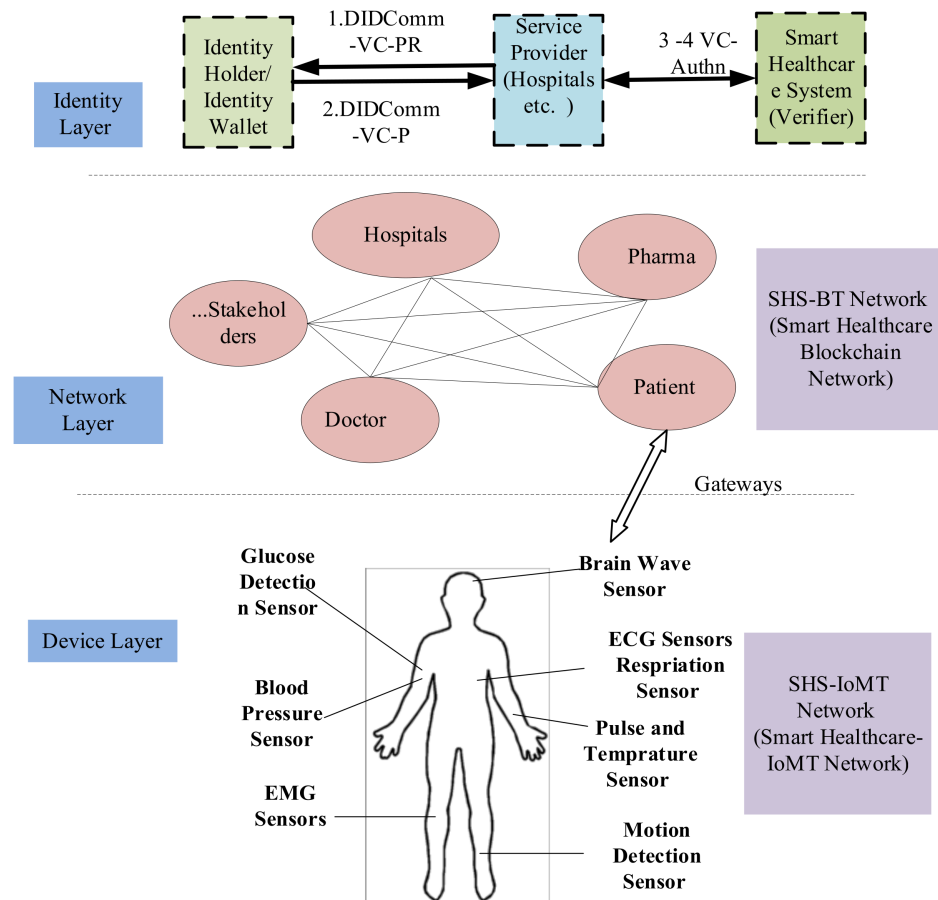 1.DIDComm
-VC-PR
Identity
Holder/
Identity
Wallet
2.DIDComm
-VC-P
Service
Provider
(Hospitals
etc. )
3 -4 VC-
Authn
Smart
Healthcar
e System
(Verifier)
Identity
Layer
Hospitals
Pharma
...Stakehol
ders
Doctor
Patient
SHS-BT Network
(Smart Healthcare
Blockchain
Network)
Network
Layer
Gateways
Glucose
Detectio
n Sensor
Brain Wave
Sensor
Device Layer
ECG Sensors
Respriation
Sensor
Blood
Pressure
Sensor
Pulse and
Temprature
Sensor
EMG
Sensors
Motion
Detection
Sensor
SHS-IoMT
Network
(Smart Healthcare-
IoMT Network)